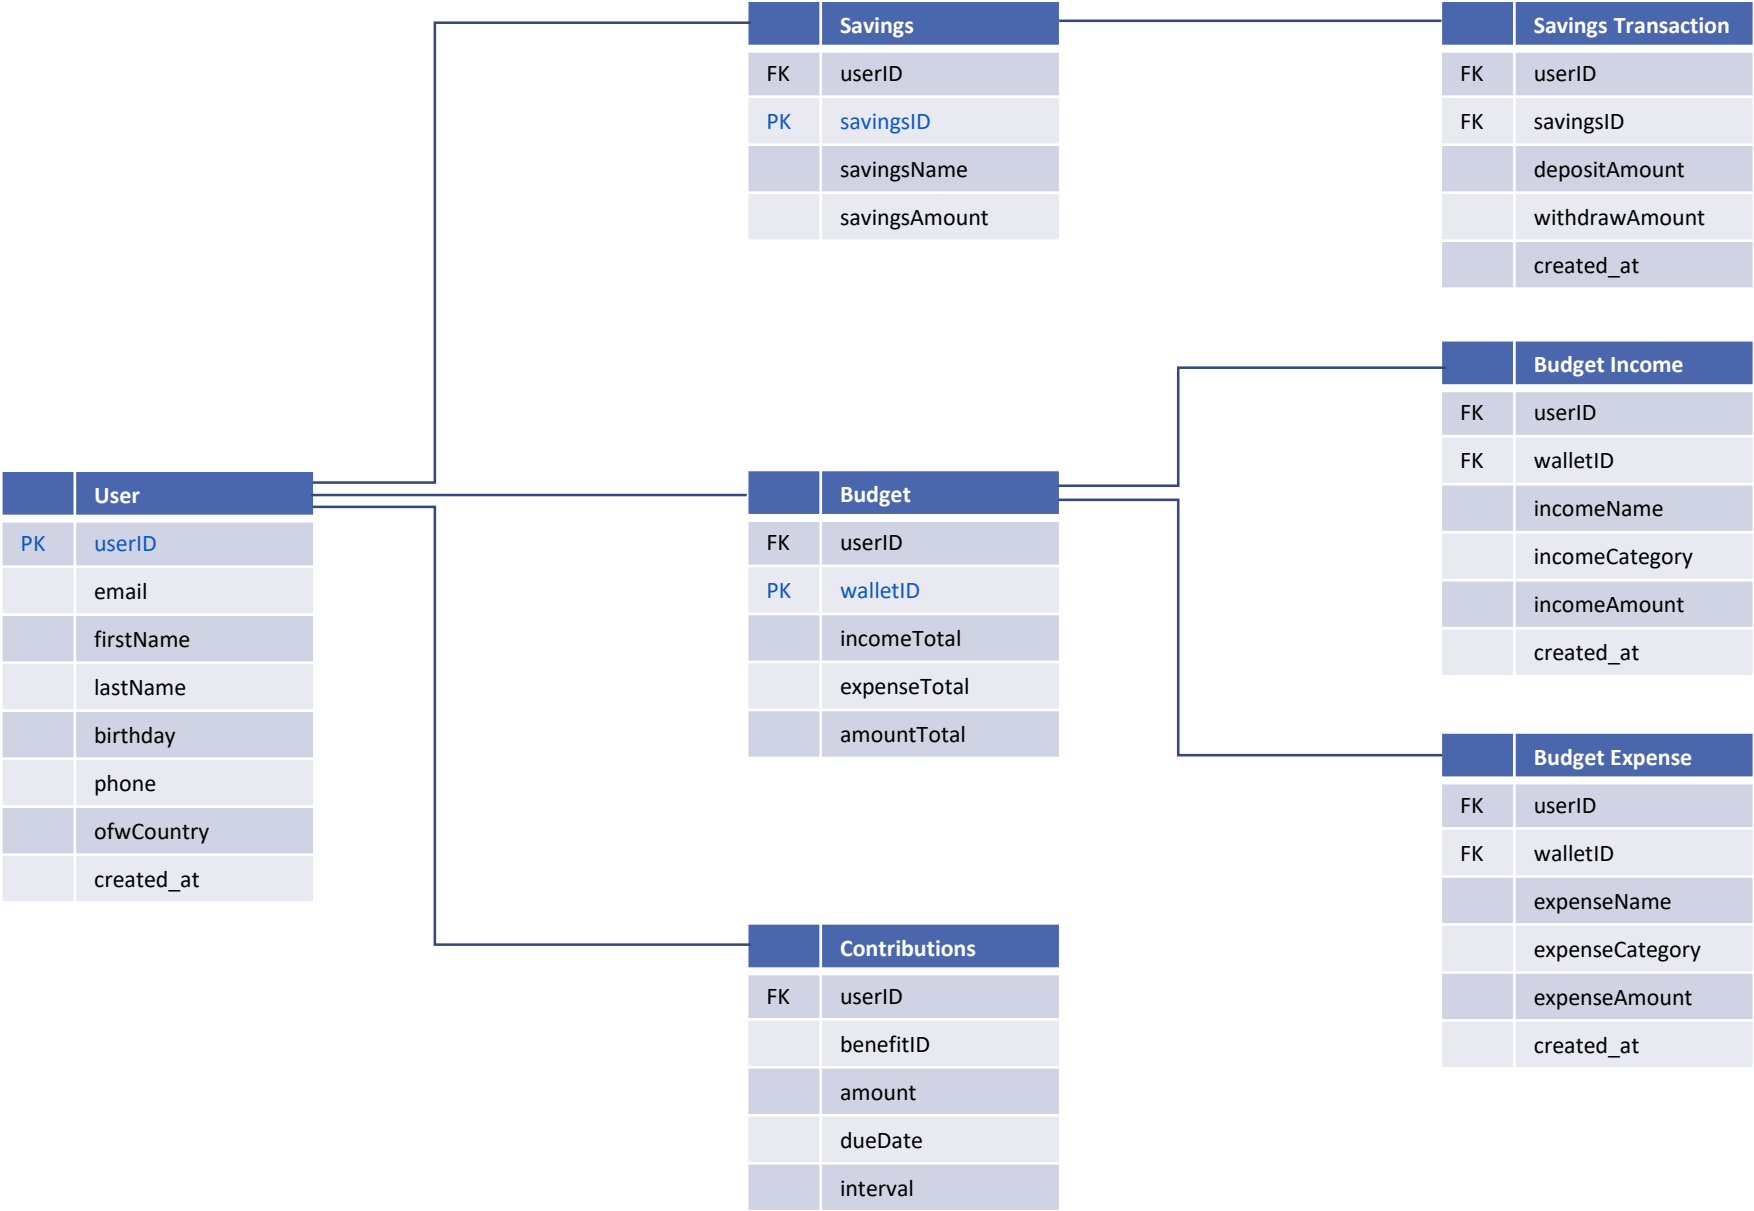 Savings
FK userID
PK savingsID
savingsName
savingsAmount
Savings Transaction
FK userID
FK savingsID
depositAmount
withdrawAmount
created_at
User
PK userID
email
firstName
lastName
birthday
phone
ofwCountry
created_at
Budget
FK userID
PK walletID
incomeTotal
expenseTotal
amountTotal
Budget Income
FK userID
FK walletID
incomeName
incomeCategory
incomeAmount
created_at
Budget Expense
FK userID
FK walletID
expenseName
expenseCategory
expenseAmount
created_at
Contributions
FK userID
benefitID
amount
dueDate
interval